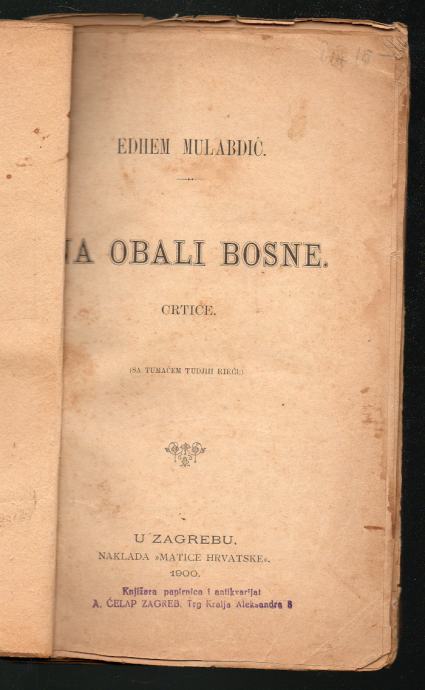 EDHEM MULABDIĆ.
NA OBALI BOSNE.
CRTICE.
(SA TUMAČEM TUDJIH RIEČI.)
U ZAGREBU.
NAKLADA »MATICE HRVATSKE«.
1900.
Knjižara papirnica i antikvarijat
A. ČELAP ZAGREB, Trg Kralja Aleksandra 8